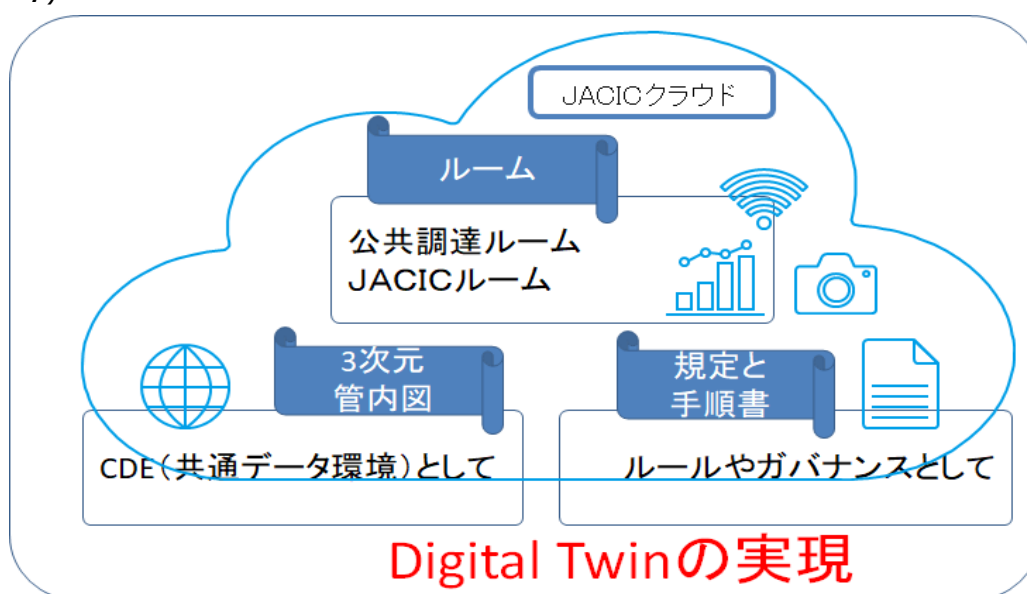 JACICクラウド
ルーム
公共調達ルーム
JACICルーム
3次元
管内図
CDE（共通データ環境）として
規定と
手順書
ルールやガバナンスとして
Digital Twinの実現